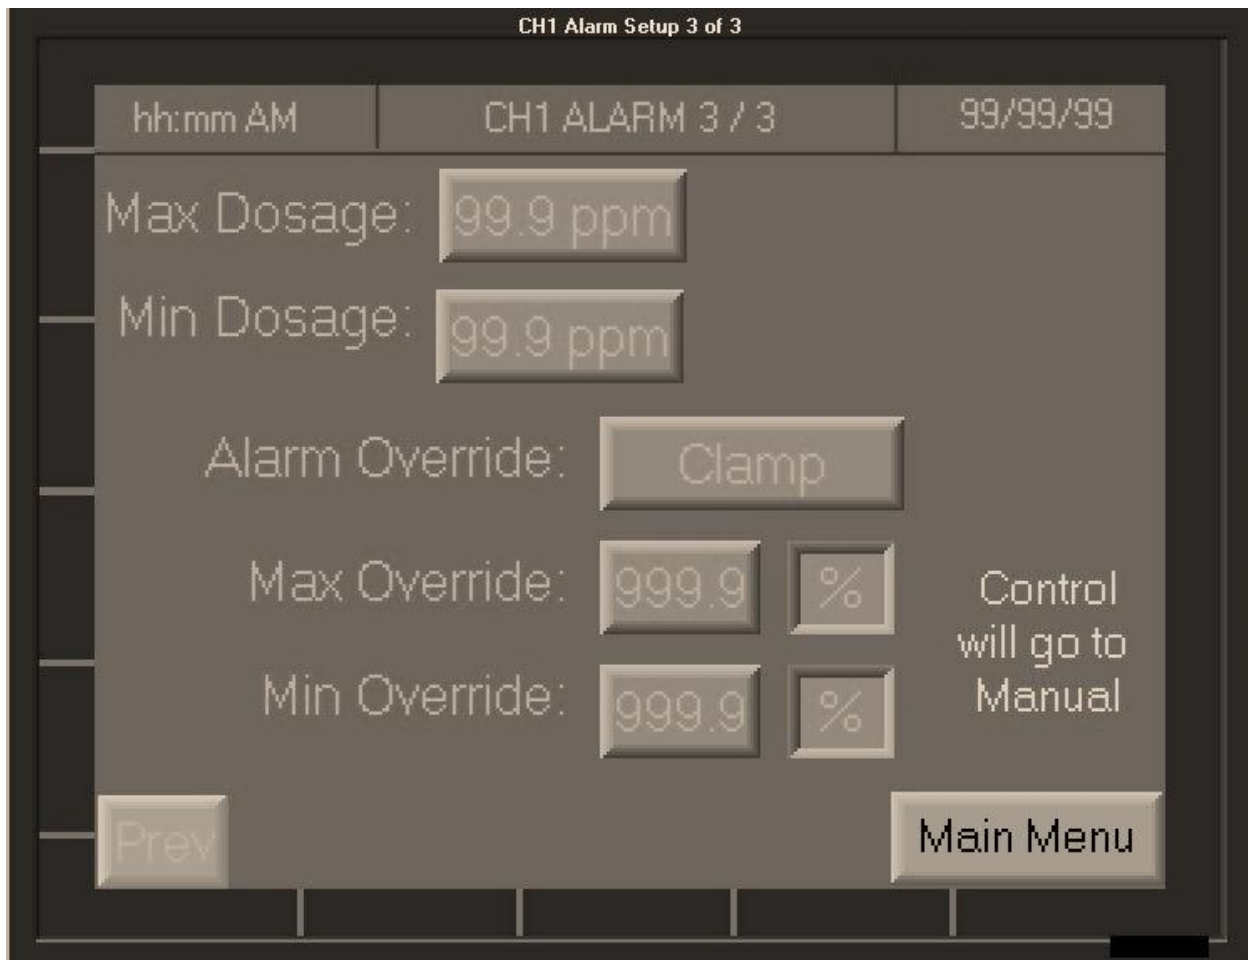 CH1 Alarm Setup 3 of 3
hh:mm AM
CH1 ALARM 3 / 3
99/99/99
Max Dosage: 99.9 ppm
Min Dosage: 99.9 ppm
Alarm Override: Clamp
Max Override: 999.9 %
Min Override: 999.9 %
Control
will go to
Manual
Prev
Main Menu